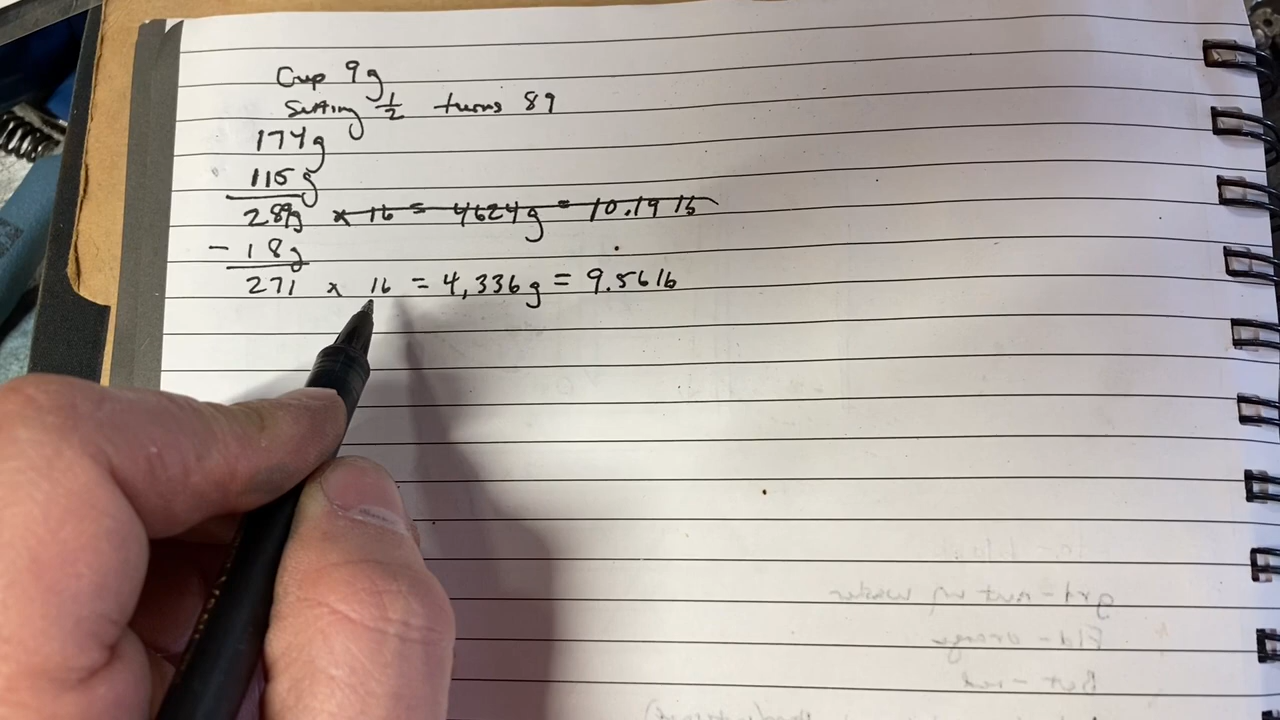 Cup 9g
Setting 1/2 turns 89
174g
115g
289g x 16 = 4624g = 10.19 lb
- 18g
271 x 16 = 4,336g = 9.56 lb